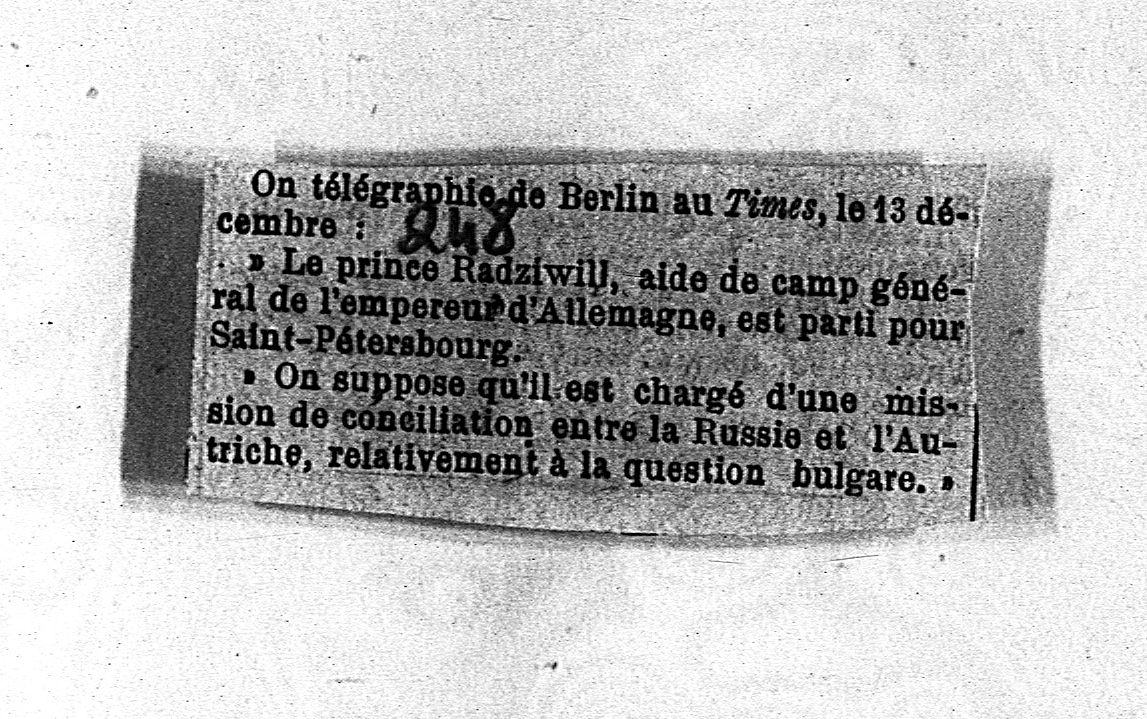 On télégraphie de Berlin au Times, le 13 dé-
cembre :
248
» Le prince Radziwill, aide de camp géné-
ral de l'empereur d'Allemagne, est parti pour
Saint-Pétersbourg.
» On suppose qu'il est chargé d'une mis-
sion de conciliation entre la Russie et l'Au-
triche, relativement à la question bulgare. »